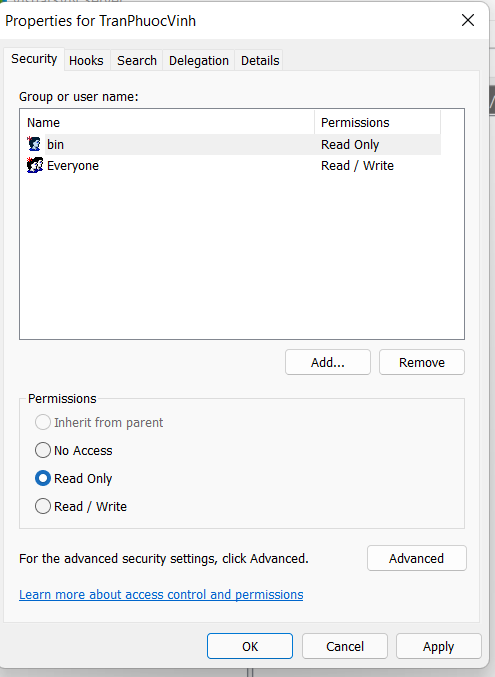 Properties for TranPhuocVinh
Security Hooks Search Delegation Details
Group or user name:
Name Permissions
bin Read Only
Everyone Read / Write
Add... Remove
Permissions
Inherit from parent
No Access
Read Only
Read / Write
For the advanced security settings, click Advanced. Advanced
Learn more about access control and permissions
OK Cancel Apply